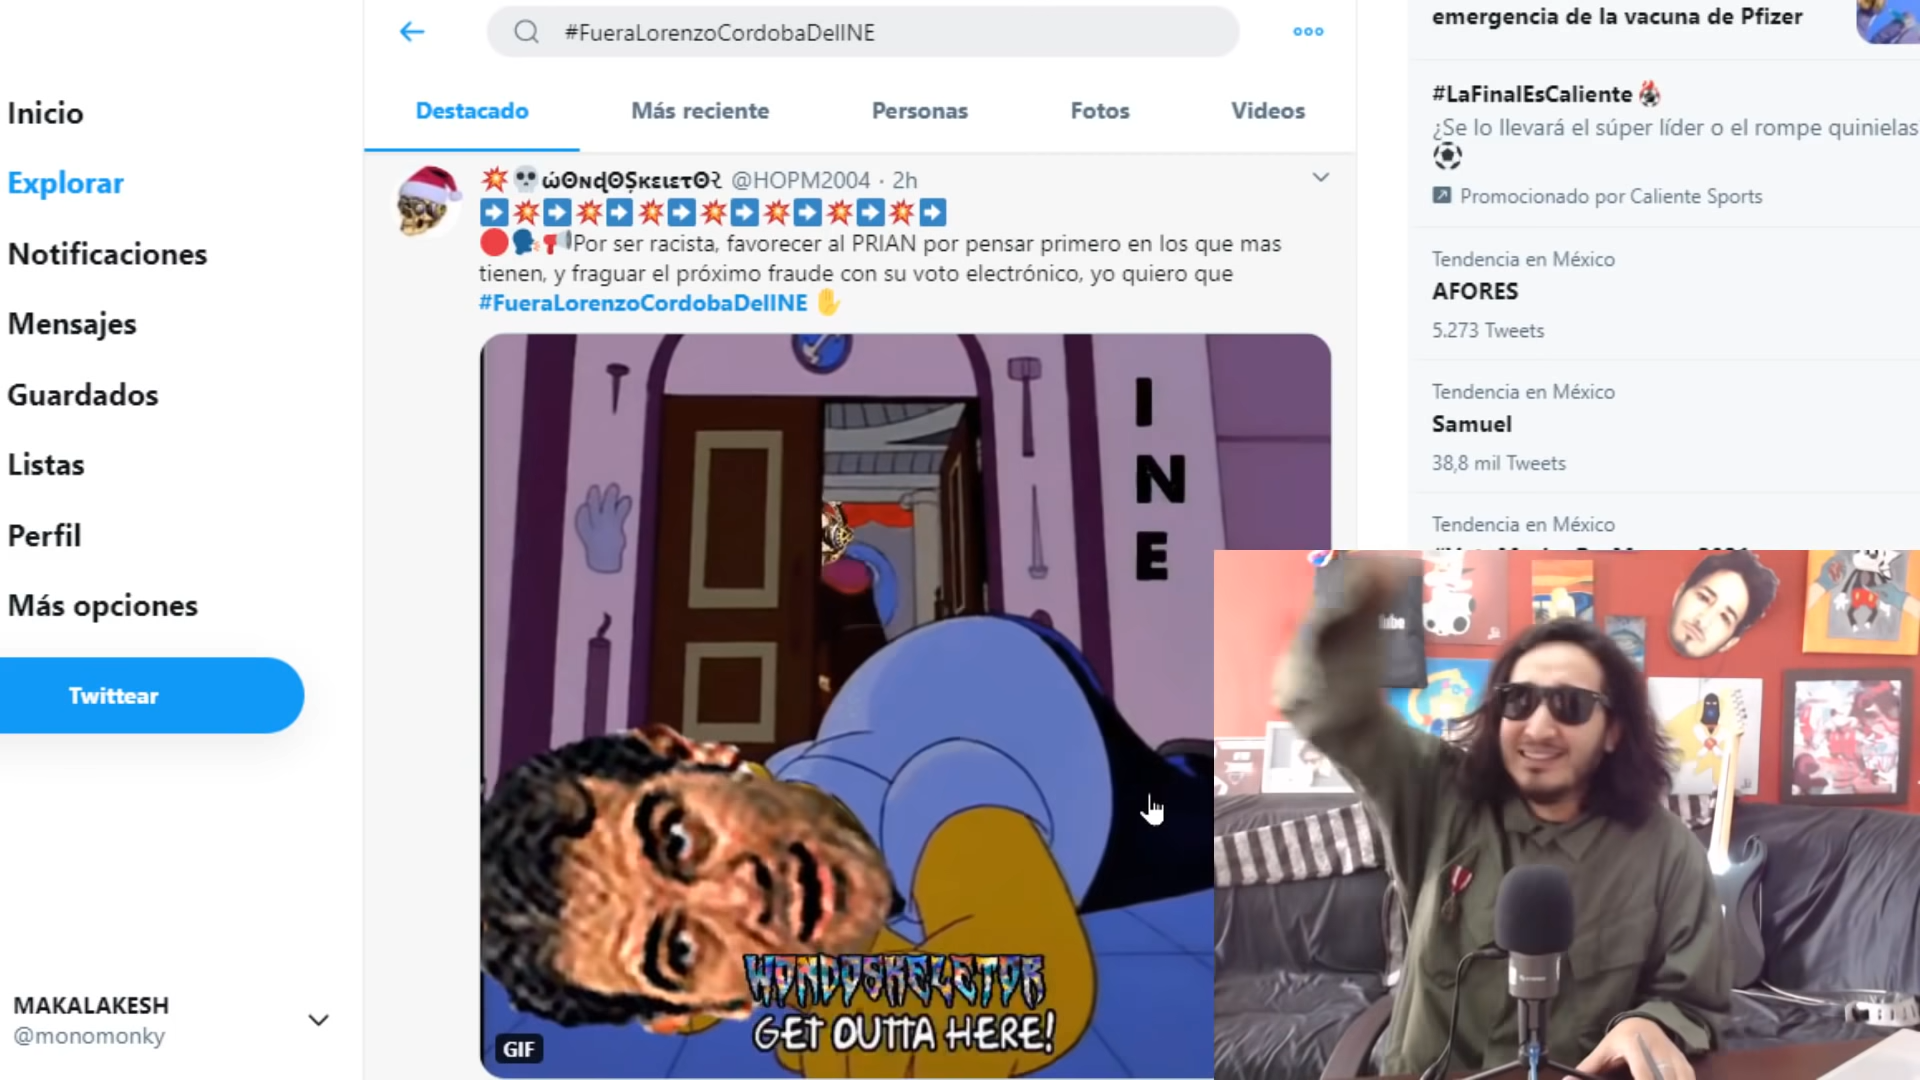 #FueraLorenzoCordobaDelINE
Destacado
Más reciente
Personas
Fotos
Videos
Inicio
Explorar
Notificaciones
Mensajes
Guardados
Listas
Perfil
Más opciones
Twittear
MAKALAKESH
@monomonky
@HOPM2004 · 2h
Por ser racista, favorecer al PRIAN por pensar primero en los que mas
tienen, y fraguar el próximo fraude con su voto electrónico, yo quiero que
#FueraLorenzoCordobaDelINE
I
N
E
WONDOSKELETOR
GET OUTTA HERE!
GIF
emergencia de la vacuna de Pfizer
#LaFinalEsCaliente
¿Se lo llevará el súper líder o el rompe quinielas
Promocionado por Caliente Sports
Tendencia en México
AFORES
5.273 Tweets
Tendencia en México
Samuel
38,8 mil Tweets
Tendencia en México